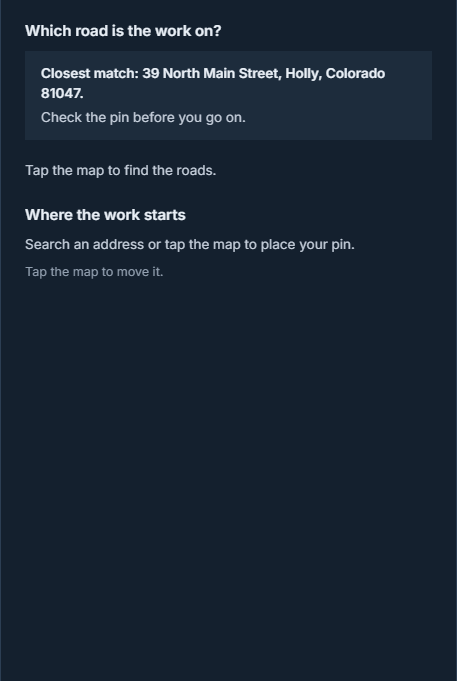 Which road is the work on?
Closest match: 39 North Main Street, Holly, Colorado
81047.
Check the pin before you go on.
Tap the map to find the roads.
Where the work starts
Search an address or tap the map to place your pin.
Tap the map to move it.